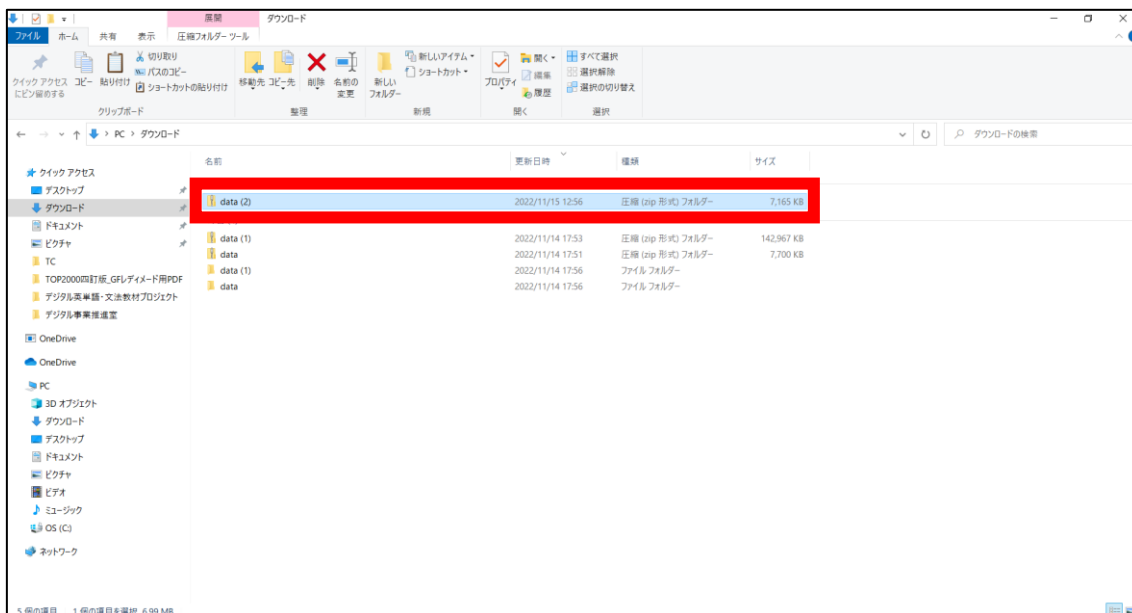 展開 ダウンロード
ファイル ホーム 共有 表示 圧縮フォルダー ツール
クイック アクセスにピン留めする
コピー
貼り付け
切り取り
パスのコピー
ショートカットの貼り付け
移動先
コピー先
削除
名前の変更
新しいフォルダー
新しいアイテム
ショートカット
プロパティ
開く
編集
履歴
すべて選択
選択解除
選択の切り替え
クリップボード 整理 新規 開く 選択
PC > ダウンロード
ダウンロードの検索
名前 更新日時 種類 サイズ
data (2) 2022/11/15 12:56 圧縮 (zip 形式) フォルダー 7,165 KB
data (1) 2022/11/14 17:53 圧縮 (zip 形式) フォルダー 142,967 KB
data 2022/11/14 17:51 圧縮 (zip 形式) フォルダー 7,700 KB
data (1) 2022/11/14 17:56 ファイル フォルダー
data 2022/11/14 17:56 ファイル フォルダー
クイック アクセス
デスクトップ
ダウンロード
ドキュメント
ピクチャ
TC
TOP2000四訂版_GFレディメード用PDF
デジタル英単語・文法教材プロジェクト
デジタル事業推進室
OneDrive
OneDrive
PC
3D オブジェクト
ダウンロード
デスクトップ
ドキュメント
ピクチャ
ビデオ
ミュージック
OS (C:)
ネットワーク
5 個の項目 1 個の項目を選択 6.99 MB